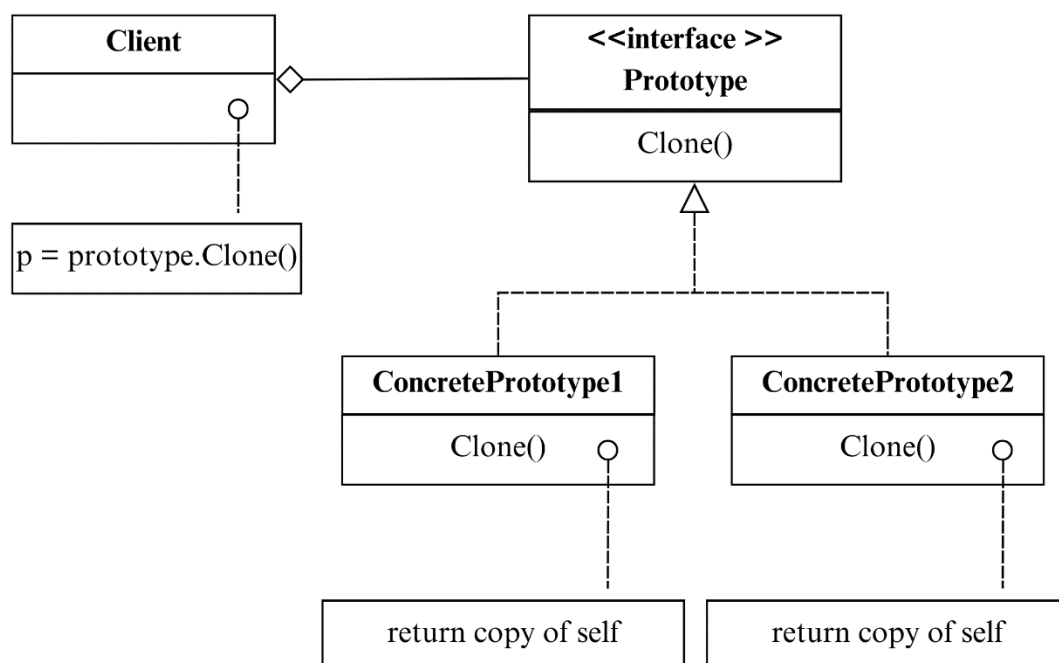 Client
<<interface >>
Prototype
Clone()
p = prototype.Clone()
ConcretePrototype1
Clone()
ConcretePrototype2
Clone()
return copy of self
return copy of self